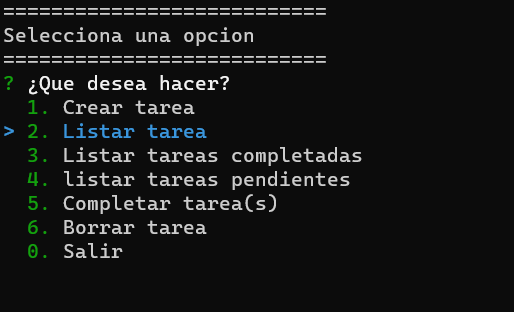 ===========================
Selecciona una opcion
===========================
? ¿Que desea hacer?
1. Crear tarea
> 2. Listar tarea
3. Listar tareas completadas
4. listar tareas pendientes
5. Completar tarea(s)
6. Borrar tarea
0. Salir